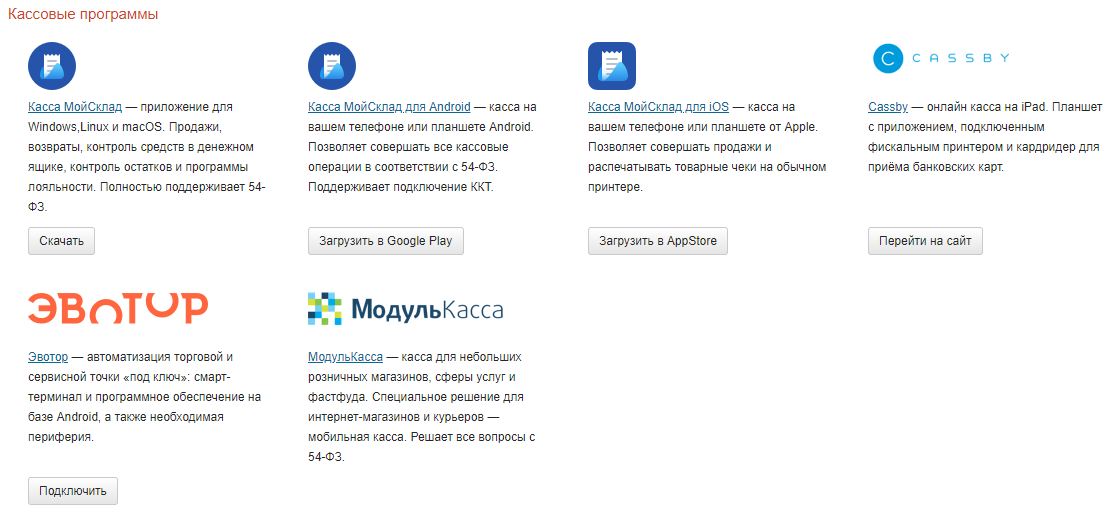 Кассовые программы
CASSBY
Касса МойСклад — приложение для
Windows,Linux и macOS. Продажи,
возвраты, контроль средств в денежном
ящике, контроль остатков и программы
лояльности. Полностью поддерживает 54-
ФЗ.
Скачать
Касса МойСклад для Android — касса на
вашем телефоне или планшете Android.
Позволяет совершать все кассовые
операции в соответствии с 54-ФЗ.
Поддерживает подключение ККТ.
Загрузить в Google Play
Касса МойСклад для iOS — касса на
вашем телефоне или планшете от Apple.
Позволяет совершать продажи и
распечатывать товарные чеки на обычном
принтере.
Загрузить в AppStore
Cassby — онлайн касса на iPad. Планшет
с приложением, подключенным
фискальным принтером и кардридер для
приёма банковских карт.
Перейти на сайт
ЭВОТОР
Эвотор — автоматизация торговой и
сервисной точки «под ключ»: смарт-
терминал и программное обеспечение на
базе Android, а также необходимая
периферия.
Подключить
МодульКасса
МодульКасса — касса для небольших
розничных магазинов, сферы услуг и
фастфуда. Специальное решение для
интернет-магазинов и курьеров —
мобильная касса. Решает все вопросы с
54-ФЗ.